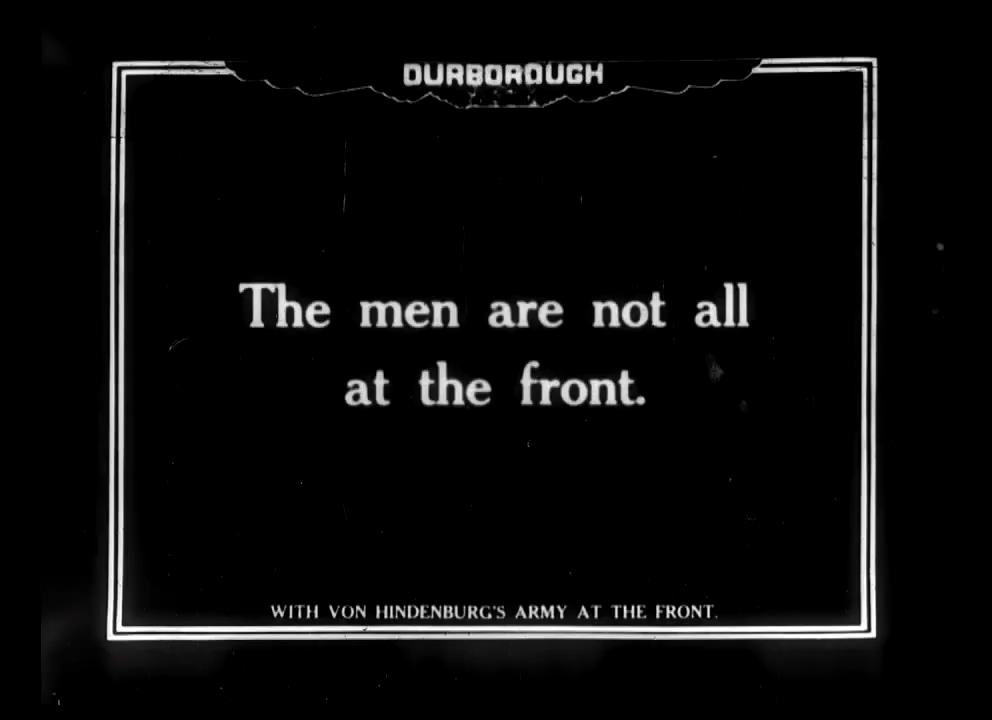 DURBOROUGH
The men are not all
at the front.
WITH VON HINDENBURG'S ARMY AT THE FRONT.